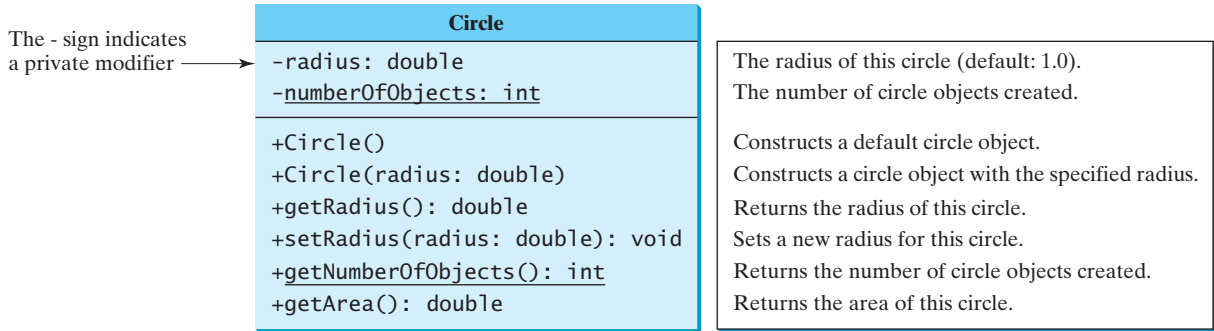 The - sign indicates
a private modifier
Circle
-radius: double
-numberOfObjects: int
+Circle()
+Circle(radius: double)
+getRadius(): double
+setRadius(radius: double): void
+getNumberOfObjects(): int
+getArea(): double
The radius of this circle (default: 1.0).
The number of circle objects created.
Constructs a default circle object.
Constructs a circle object with the specified radius.
Returns the radius of this circle.
Sets a new radius for this circle.
Returns the number of circle objects created.
Returns the area of this circle.